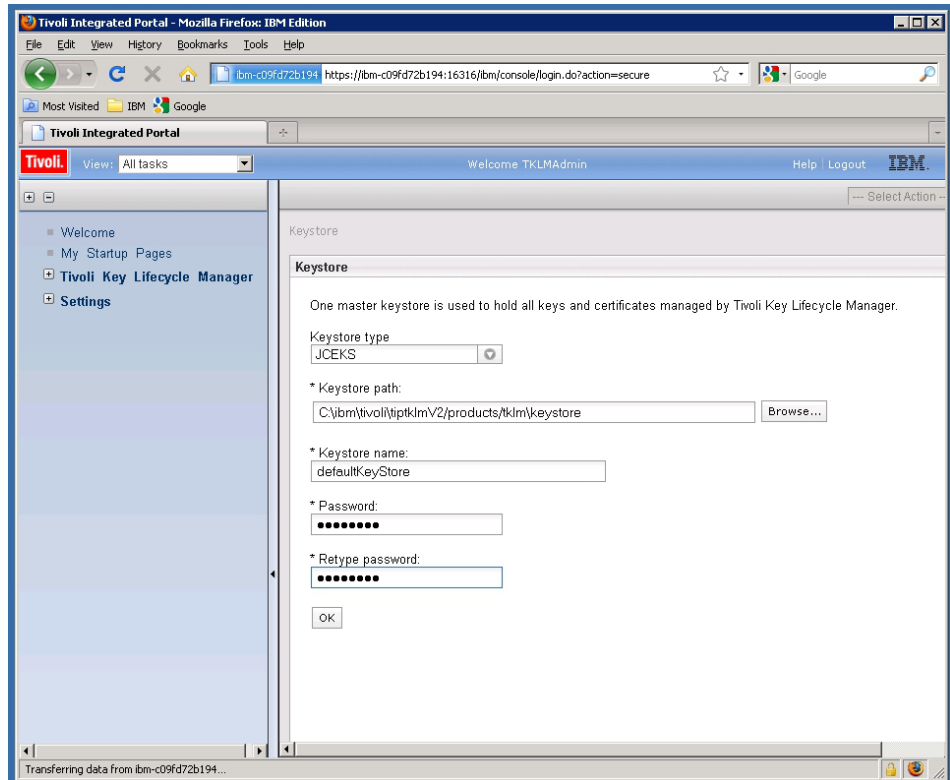 Tivoli Integrated Portal - Mozilla Firefox: IBM Edition
File Edit View History Bookmarks Tools Help
ibm-c09fd72b194 https://ibm-c09fd72b194:16316/ibm/console/login.do?action=secure Google
Most Visited IBM Google
Tivoli Integrated Portal
Tivoli. View: All tasks Welcome TKLMAdmin Help Logout IBM.
--- Select Action --
Welcome
My Startup Pages
Tivoli Key Lifecycle Manager
Settings
Keystore
Keystore
One master keystore is used to hold all keys and certificates managed by Tivoli Key Lifecycle Manager.
Keystore type
JCEKS
* Keystore path:
C:\ibm\tivoli\tiptklmV2/products/tklm\keystore Browse...
* Keystore name:
defaultKeyStore
* Password:
••••••••
* Retype password:
••••••••
OK
Transferring data from ibm-c09fd72b194...